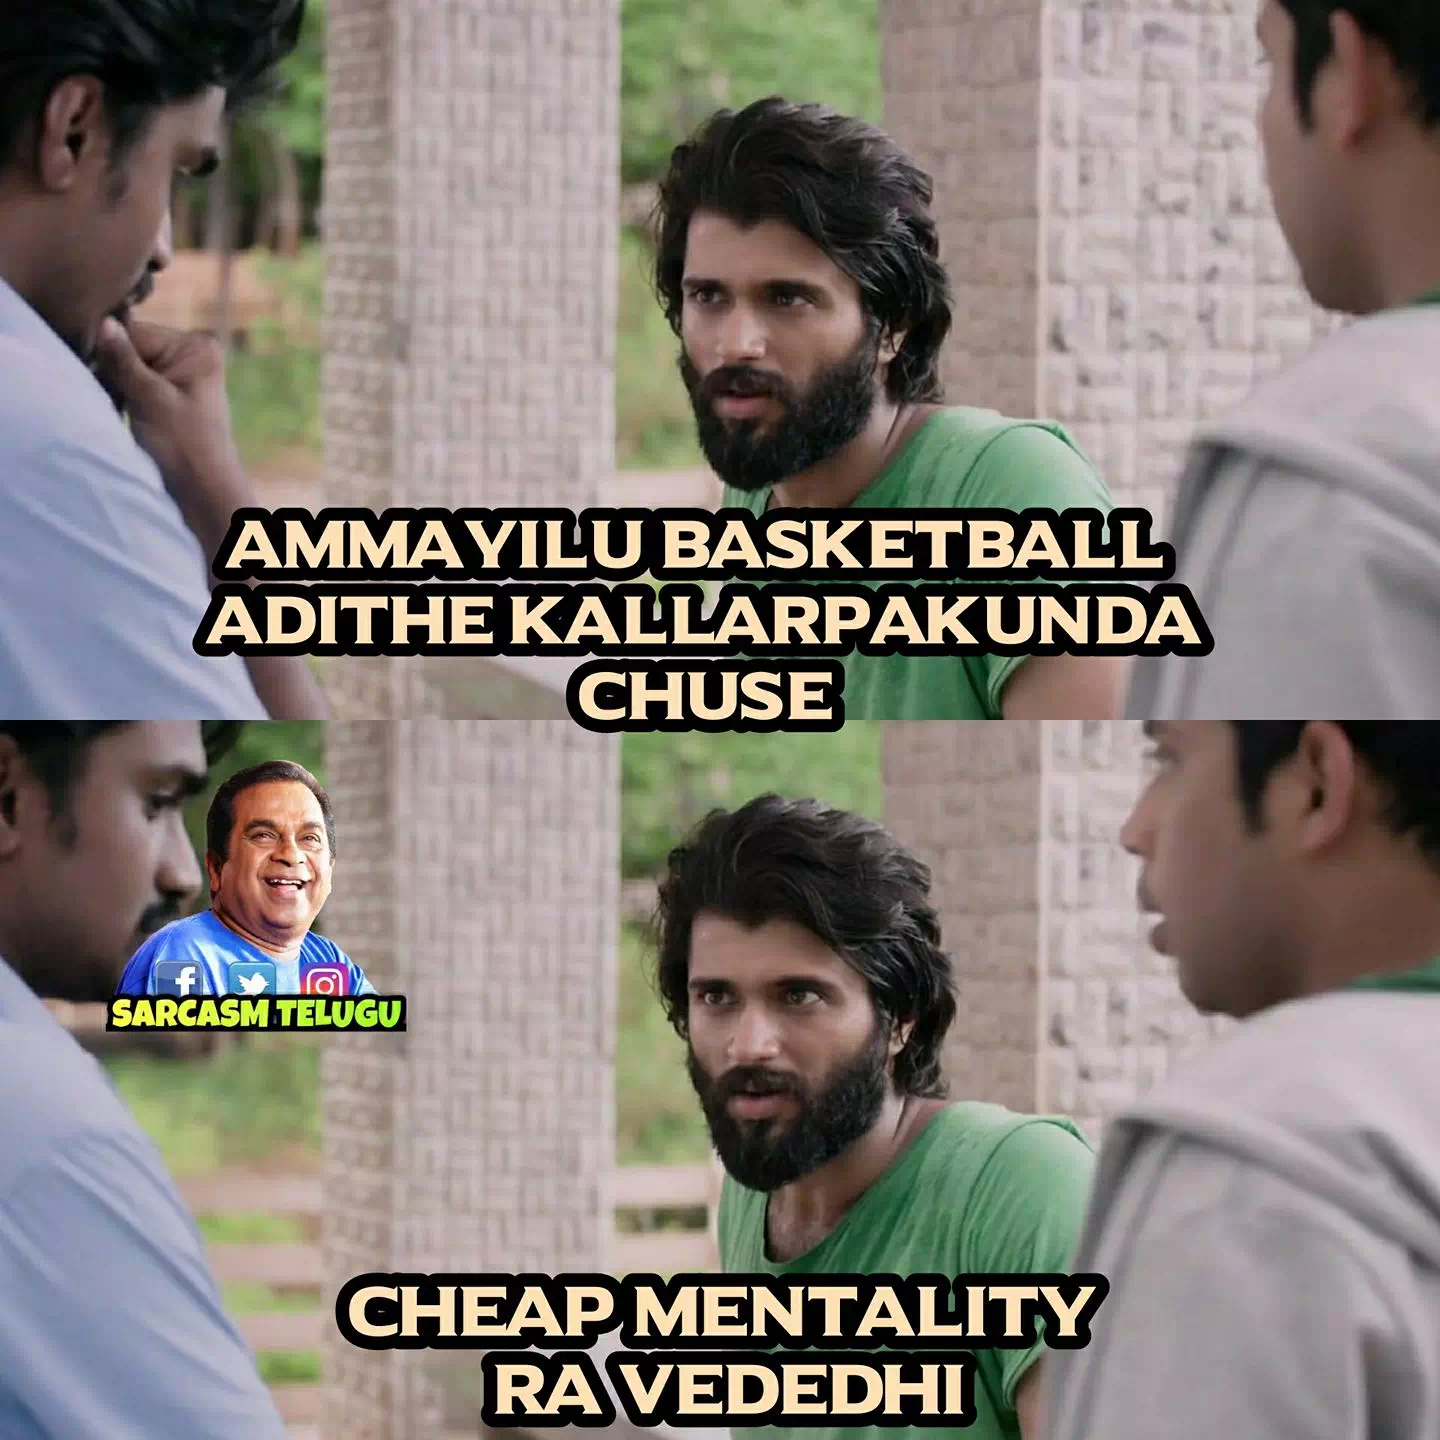 AMMAYILU BASKETBALL
ADITHE KALLARPAKUNDA
CHUSE
SARCASM TELUGU
CHEAP MENTALITY
RA VEDEDHI